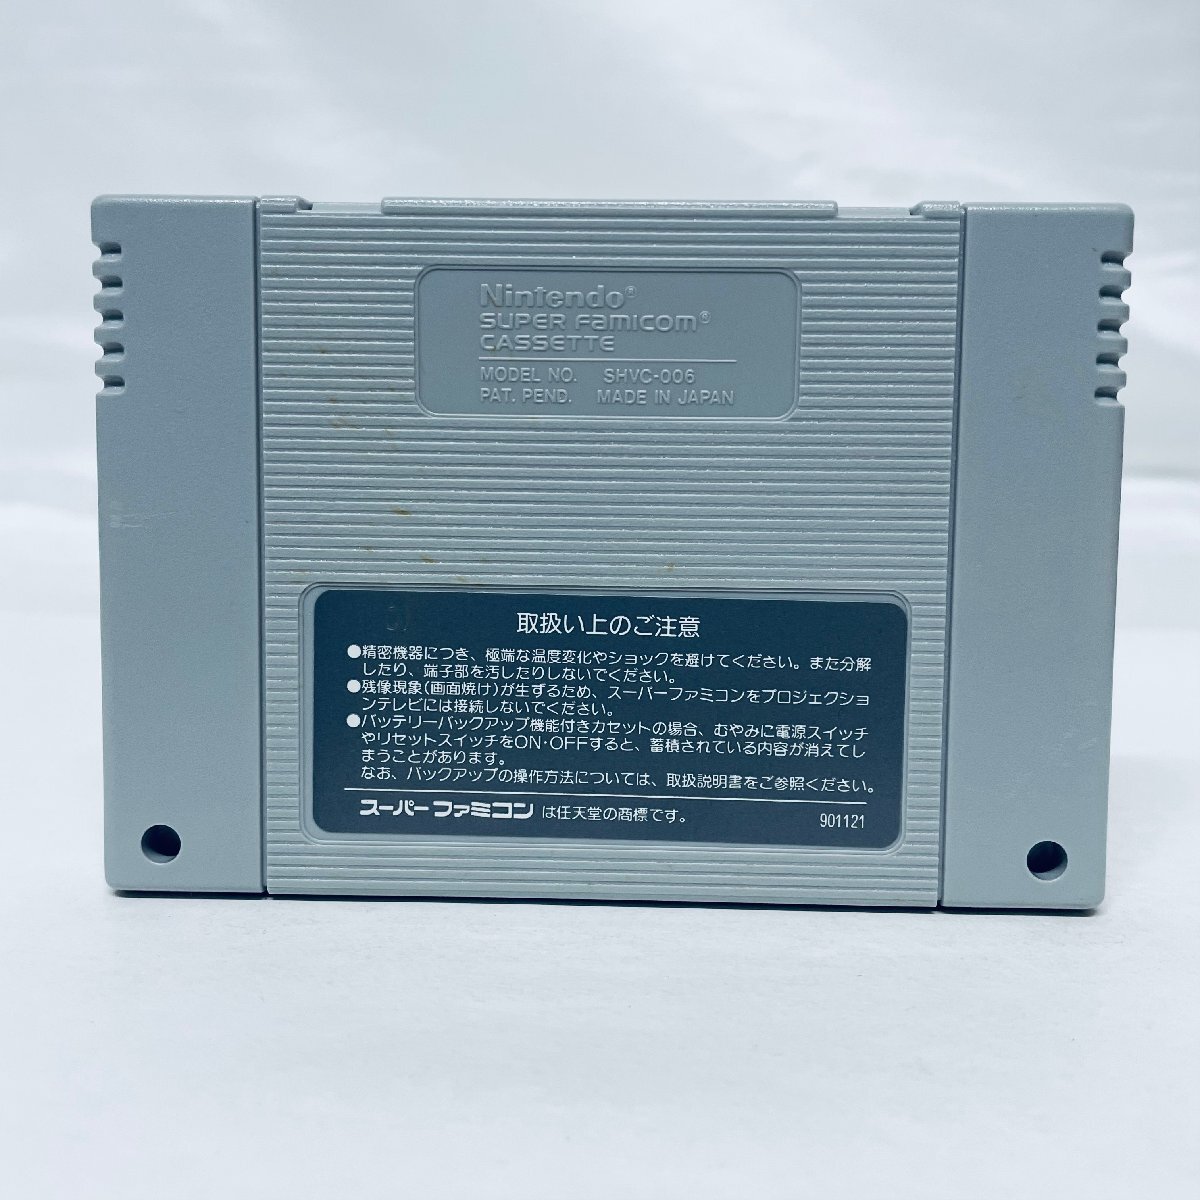 Nintendo®
SUPER FAMICOM®
CASSETTE
MODEL NO. SHVC-006
PAT. PEND. MADE IN JAPAN
取扱い上のご注意
●精密機器につき、極端な温度変化やショックを避けてください。また分解
したり、端子部を汚したりしないでください。
●残像現象(画面焼け)が生ずるため、スーパーファミコンをプロジェクショ
ンテレビには接続しないでください。
●バッテリーバックアップ機能付きカセットの場合、むやみに電源スイッチ
やリセットスイッチをON・OFFすると、蓄積されている内容が消えてし
まうことがあります。
なお、バックアップの操作方法については、取扱説明書をご参照ください。
スーパーファミコン は任天堂の商標です。
901121